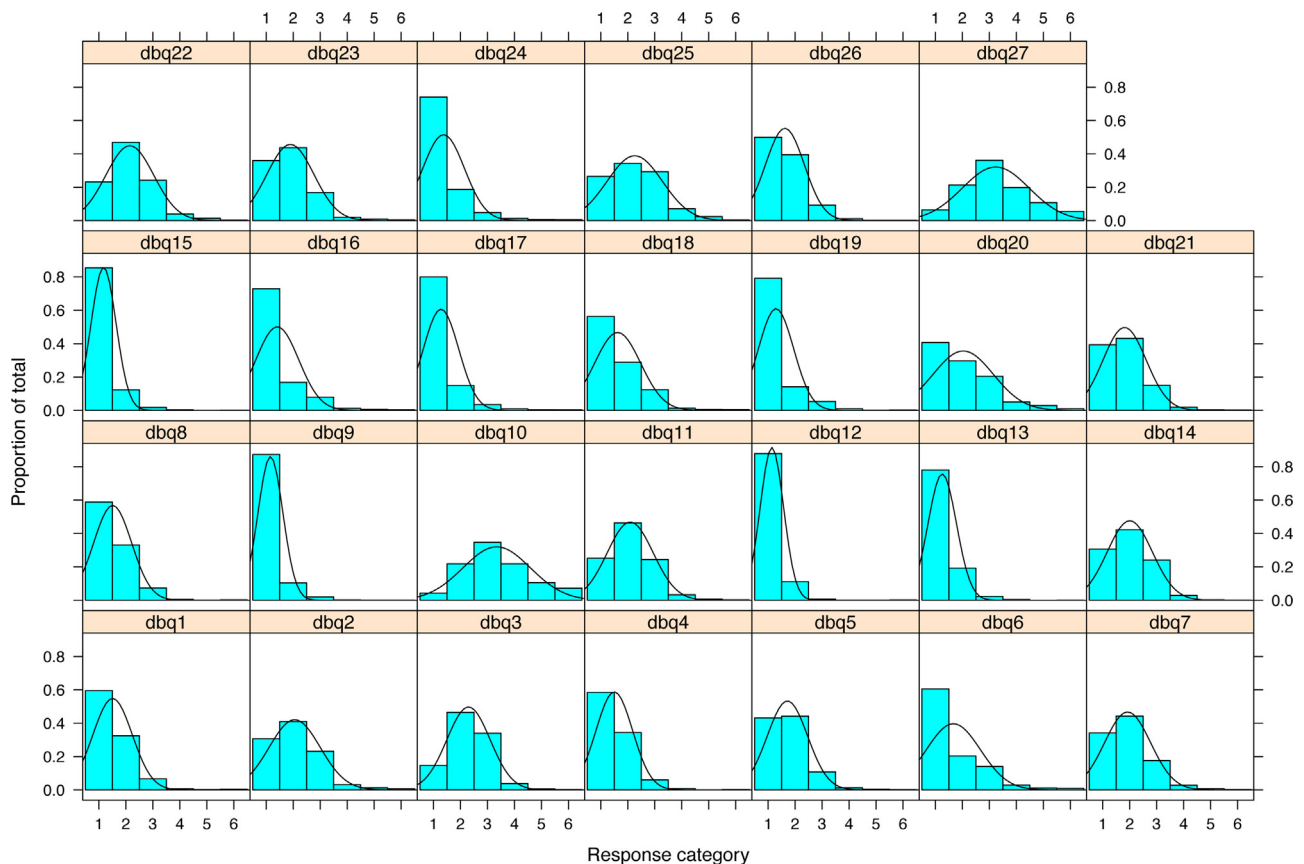 1 2 3 4 5 6 1 2 3 4 5 6 1 2 3 4 5 6
dbq22 dbq23 dbq24 dbq25 dbq26 dbq27
0.8
0.6
0.4
0.2
0.0
dbq15 dbq16 dbq17 dbq18 dbq19 dbq20 dbq21
0.8
0.6
0.4
0.2
0.0
dbq8 dbq9 dbq10 dbq11 dbq12 dbq13 dbq14
0.8
0.6
0.4
0.2
0.0
dbq1 dbq2 dbq3 dbq4 dbq5 dbq6 dbq7
0.8
0.6
0.4
0.2
0.0
1 2 3 4 5 6 1 2 3 4 5 6 1 2 3 4 5 6 1 2 3 4 5 6
Response category
Proportion of total